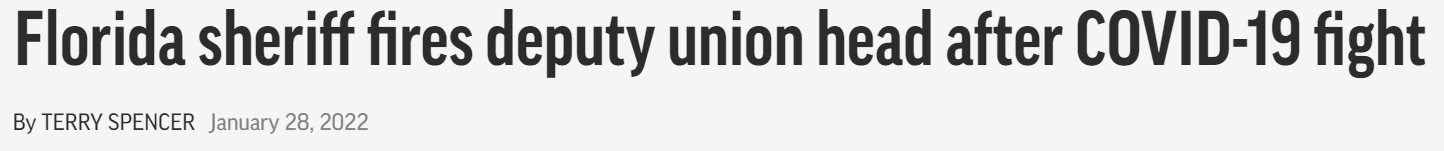 Florida sheriff fires deputy union head after COVID-19 fight
By TERRY SPENCER January 28, 2022